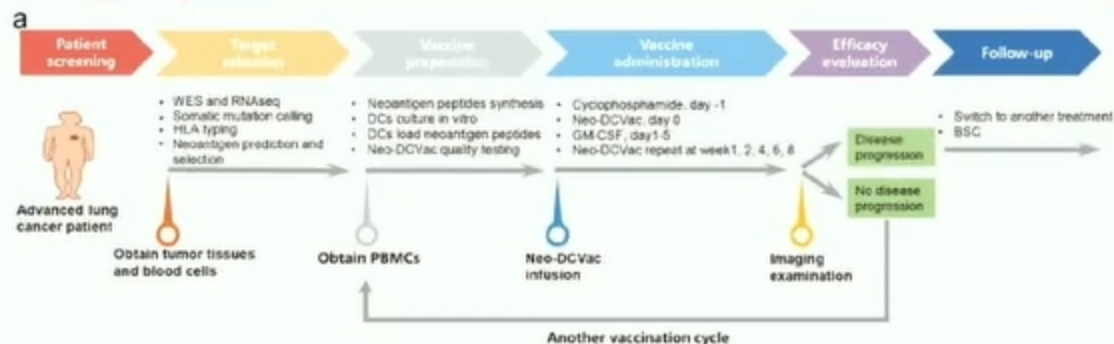 a
Patient
screening
Target
selection
Vaccine
preparation
Vaccine
administration
Efficacy
evaluation
Follow-up
• WES and RNAseq
• Somatic mutation calling
• HLA typing
• Neoantigen prediction and
selection
• Neoantigen peptides synthesis
• DCs culture in vitro
• DCs load neoantigen peptides
• Neo-DCVac quality testing
• Cyclophosphamide, day -1
• Neo-DCVac, day 0
• GM-CSF, day1-5
• Neo-DCVac repeat at week1, 2, 4, 6, 8
Disease
progression
No disease
progression
• Switch to another treatment
• BSC
Advanced lung
cancer patient
Obtain tumor tissues
and blood cells
Obtain PBMCs
Neo-DCVac
infusion
Imaging
examination
Another vaccination cycle